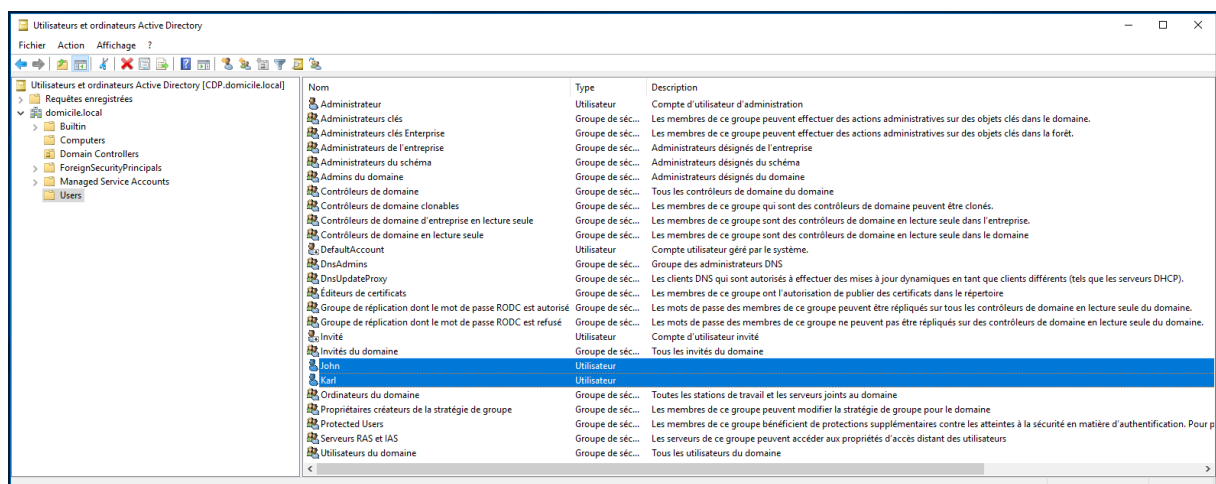 Utilisateurs et ordinateurs Active Directory
Fichier Action Affichage ?
Utilisateurs et ordinateurs Active Directory [CDP.domicile.local]
Requêtes enregistrées
domicile.local
Builtin
Computers
Domain Controllers
ForeignSecurityPrincipals
Managed Service Accounts
Users
Nom Type Description
Administrateur Utilisateur Compte d'utilisateur d'administration
Administrateurs clés Groupe de séc... Les membres de ce groupe peuvent effectuer des actions administratives sur des objets clés dans le domaine.
Administrateurs clés Enterprise Groupe de séc... Les membres de ce groupe peuvent effectuer des actions administratives sur des objets clés dans la forêt.
Administrateurs de l'entreprise Groupe de séc... Administrateurs désignés de l'entreprise
Administrateurs du schéma Groupe de séc... Administrateurs désignés du schéma
Admins du domaine Groupe de séc... Administrateurs désignés du domaine
Contrôleurs de domaine Groupe de séc... Tous les contrôleurs de domaine du domaine
Contrôleurs de domaine clonables Groupe de séc... Les membres de ce groupe qui sont des contrôleurs de domaine peuvent être clonés.
Contrôleurs de domaine d'entreprise en lecture seule Groupe de séc... Les membres de ce groupe sont des contrôleurs de domaine en lecture seule dans l'entreprise.
Contrôleurs de domaine en lecture seule Groupe de séc... Les membres de ce groupe sont des contrôleurs de domaine en lecture seule dans le domaine
DefaultAccount Utilisateur Compte utilisateur géré par le système.
DnsAdmins Groupe de séc... Groupe des administrateurs DNS
DnsUpdateProxy Groupe de séc... Les clients DNS qui sont autorisés à effectuer des mises à jour dynamiques en tant que clients différents (tels que les serveurs DHCP).
Éditeurs de certificats Groupe de séc... Les membres de ce groupe ont l'autorisation de publier des certificats dans le répertoire
Groupe de réplication dont le mot de passe RODC est autorisé Groupe de séc... Les mots de passe des membres de ce groupe peuvent être répliqués sur tous les contrôleurs de domaine en lecture seule du domaine.
Groupe de réplication dont le mot de passe RODC est refusé Groupe de séc... Les mots de passe des membres de ce groupe ne peuvent pas être répliqués sur des contrôleurs de domaine en lecture seule du domaine.
Invité Utilisateur Compte d'utilisateur invité
Invités du domaine Groupe de séc... Tous les invités du domaine
John Utilisateur
Karl Utilisateur
Ordinateurs du domaine Groupe de séc... Toutes les stations de travail et les serveurs joints au domaine
Propriétaires créateurs de la stratégie de groupe Groupe de séc... Les membres de ce groupe peuvent modifier la stratégie de groupe pour le domaine
Protected Users Groupe de séc... Les membres de ce groupe bénéficient de protections supplémentaires contre les atteintes à la sécurité en matière d'authentification. Pour p
Serveurs RAS et IAS Groupe de séc... Les serveurs de ce groupe peuvent accéder aux propriétés d'accès distant des utilisateurs
Utilisateurs du domaine Groupe de séc... Tous les utilisateurs du domaine